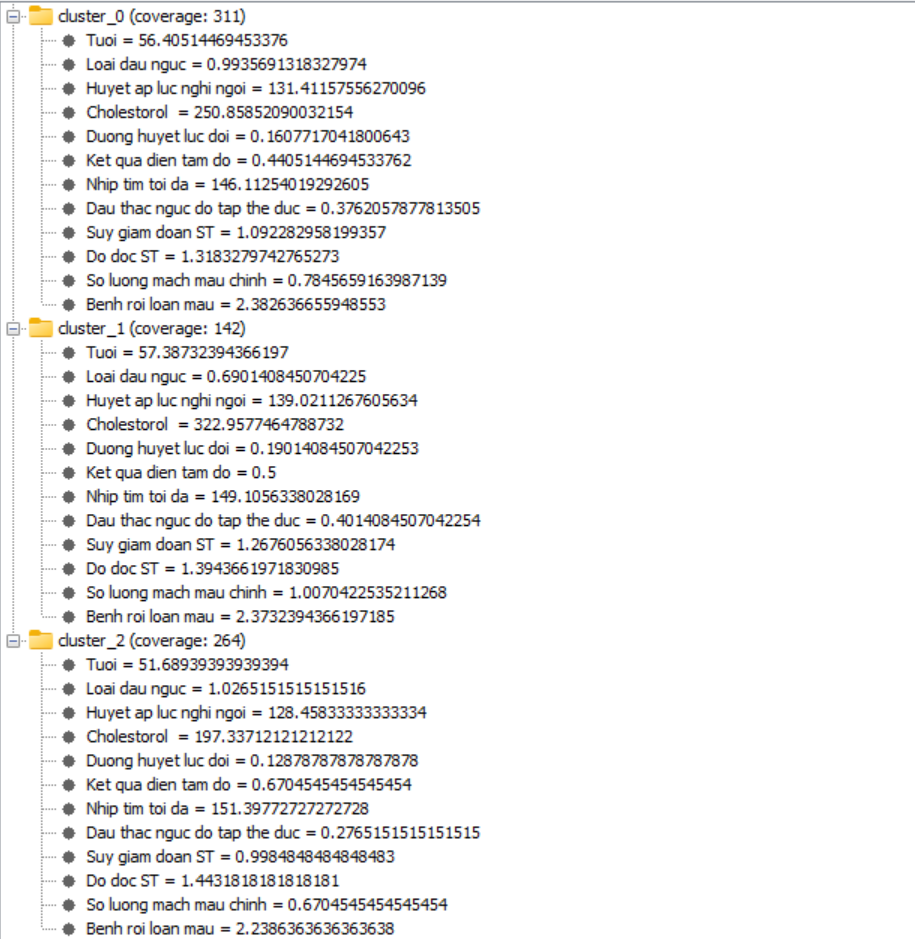 cluster_0 (coverage: 311)
Tuoi = 56.40514469453376
Loai dau nguc = 0.9935691318327974
Huyet ap luc nghi ngoi = 131.41157556270096
Cholestorol = 250.85852090032154
Duong huyet luc doi = 0.1607717041800643
Ket qua dien tam do = 0.4405144694533762
Nhip tim toi da = 146.11254019292605
Dau thac nguc do tap the duc = 0.3762057877813505
Suy giam doan ST = 1.092282958199357
Do doc ST = 1.3183279742765273
So luong mach mau chinh = 0.7845659163987139
Benh roi loan mau = 2.382636655948553
cluster_1 (coverage: 142)
Tuoi = 57.38732394366197
Loai dau nguc = 0.6901408450704225
Huyet ap luc nghi ngoi = 139.0211267605634
Cholestorol = 322.9577464788732
Duong huyet luc doi = 0.19014084507042253
Ket qua dien tam do = 0.5
Nhip tim toi da = 149.1056338028169
Dau thac nguc do tap the duc = 0.4014084507042254
Suy giam doan ST = 1.2676056338028174
Do doc ST = 1.3943661971830985
So luong mach mau chinh = 1.0070422535211268
Benh roi loan mau = 2.3732394366197185
cluster_2 (coverage: 264)
Tuoi = 51.68939393939394
Loai dau nguc = 1.0265151515151516
Huyet ap luc nghi ngoi = 128.45833333333334
Cholestorol = 197.33712121212122
Duong huyet luc doi = 0.12878787878787878
Ket qua dien tam do = 0.6704545454545454
Nhip tim toi da = 151.39772727272728
Dau thac nguc do tap the duc = 0.2765151515151515
Suy giam doan ST = 0.9984848484848483
Do doc ST = 1.4431818181818181
So luong mach mau chinh = 0.6704545454545454
Benh roi loan mau = 2.2386363636363638